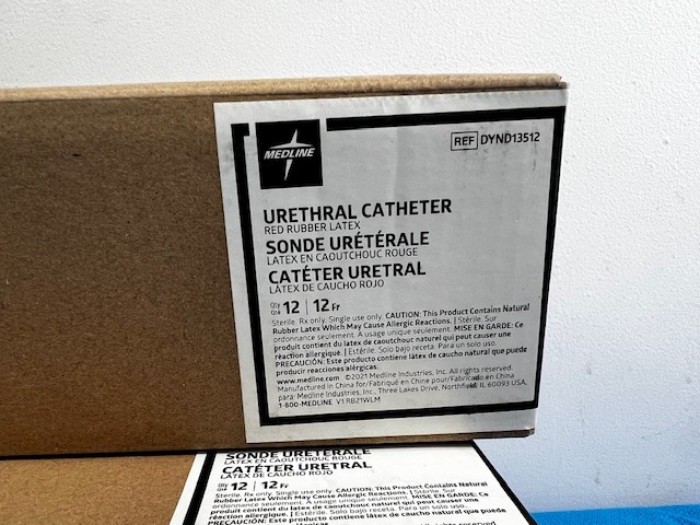 MEDLINE
REF DYND13512
URETHRAL CATHETER
RED RUBBER LATEX
SONDE URÉTÉRALE
LATEX EN CAOUTCHOUC ROUGE
CATÉTER URETRAL
LÁTEX DE CAUCHO ROJO
Qty 12 | 12 Fr
Sterile. Rx only. Single use only. CAUTION: This Product Contains Natural
Rubber Latex Which May Cause Allergic Reactions. | Stérile. Sur
ordonnance seulement. À usage unique seulement. MISE EN GARDE: Ce
produit contient du latex de caoutchouc naturel qui peut causer une
réaction allergique. | Estéril. Solo bajo receta. Para un solo uso.
PRECAUCIÓN: Este producto contiene látex de caucho natural que puede
producir reacciones alérgicas.
www.medline.com ©2021 Medline Industries, Inc. All rights reserved.
Manufactured in China for/Fabriqué en Chine pour/Fabricado en China
para: Medline Industries, Inc., Three Lakes Drive, Northfield, IL 60093 USA.
1-800-MEDLINE V1 RB21WLM
SONDE URÉTÉRALE
LATEX EN CAOUTCHOUC ROUGE
CATÉTER URETRAL
LÁTEX DE CAUCHO ROJO
Qty 12 | 12 Fr
Sterile. Rx only. Single use only. CAUTION: This Product Contains Natural
Rubber Latex Which May Cause Allergic Reactions. | Stérile. Sur
ordonnance seulement. À usage unique seulement. MISE EN GARDE: Ce
produit contient du latex de caoutchouc naturel qui peut causer une
réaction allergique. | Estéril. Solo bajo receta. Para un solo uso.
PRECAUCIÓN: Este producto contiene látex de caucho natural que puede